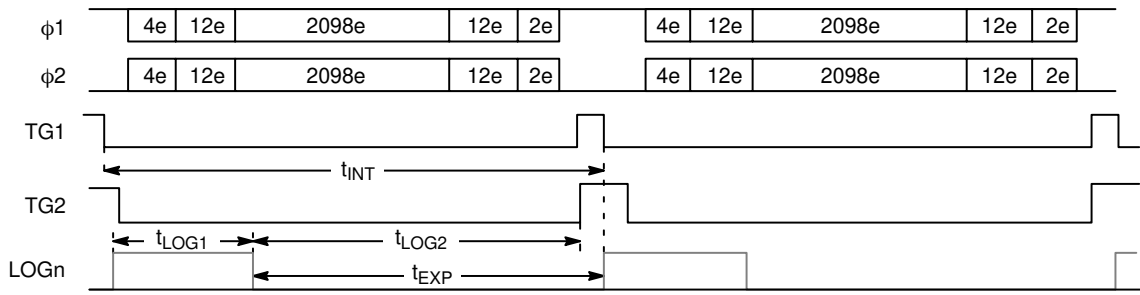 ϕ1 4e 12e 2098e 12e 2e 4e 12e 2098e 12e 2e
ϕ2 4e 12e 2098e 12e 2e 4e 12e 2098e 12e 2e
TG1
tINT
TG2
tLOG1 tLOG2
LOGn tEXP